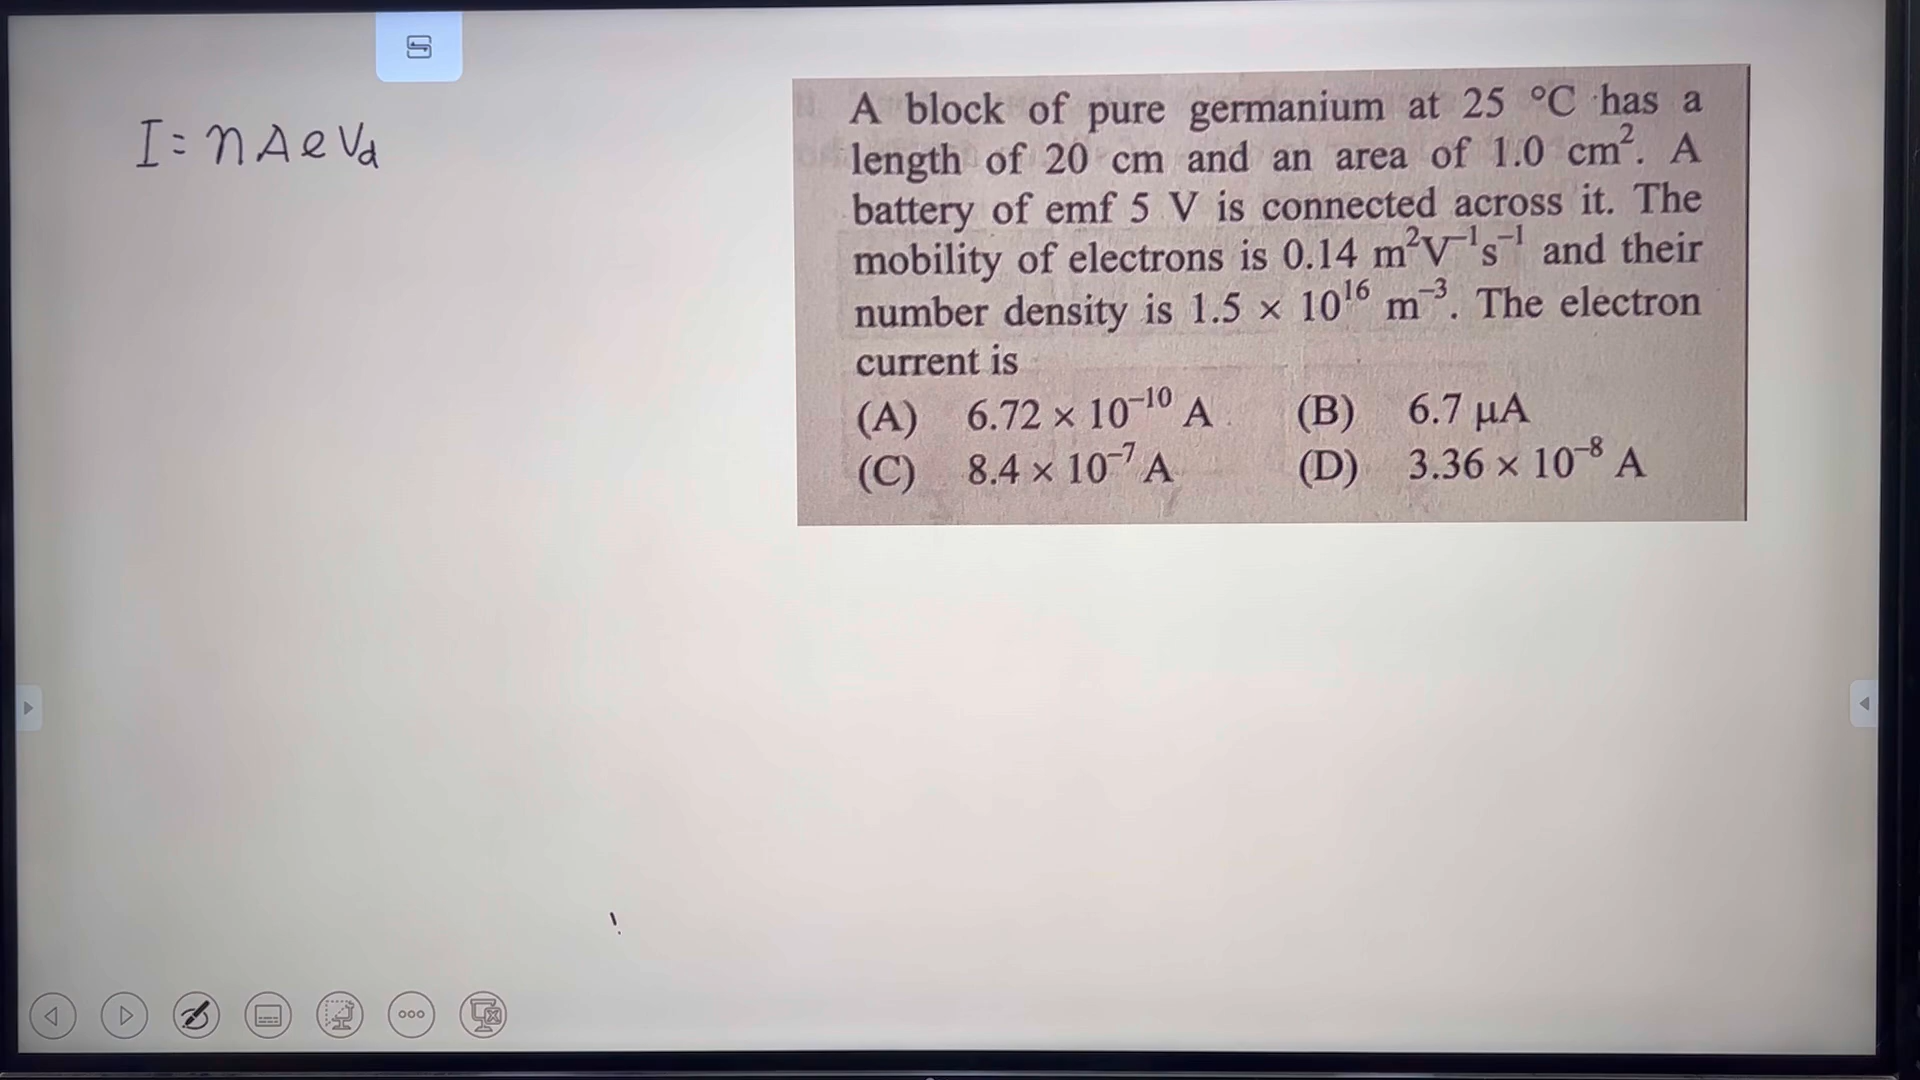 I = nAeVd
A block of pure germanium at 25 °C has a
length of 20 cm and an area of 1.0 cm². A
battery of emf 5 V is connected across it. The
mobility of electrons is 0.14 m²V⁻¹s⁻¹ and their
number density is 1.5 × 10¹⁶ m⁻³. The electron
current is
(A) 6.72 × 10⁻¹⁰ A (B) 6.7 μA
(C) 8.4 × 10⁻⁷ A (D) 3.36 × 10⁻⁸ A